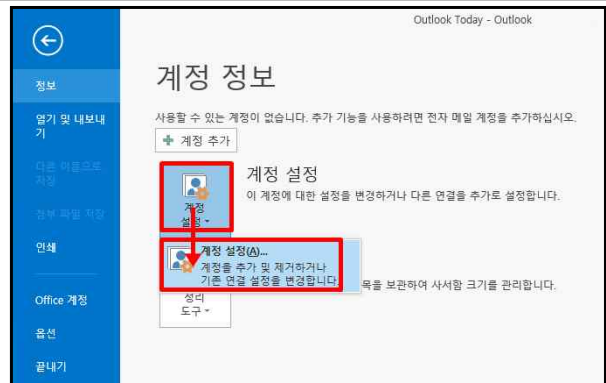 Outlook Today - Outlook
정보
열기 및 내보내
기
다른 이름으로
저장
첨부 파일 저장
인쇄
Office 계정
옵션
끝내기
계정 정보
사용할 수 있는 계정이 없습니다. 추가 기능을 사용하려면 전자 메일 계정을 추가하십시오.
계정 추가
계정
설정
계정 설정
이 계정에 대한 설정을 변경하거나 다른 연결을 추가로 설정합니다.
계정 설정(A)...
계정을 추가 및 제거하거나
기존 연결 설정을 변경합니다.
목을 보관하여 사서함 크기를 관리합니다.
정리
도구